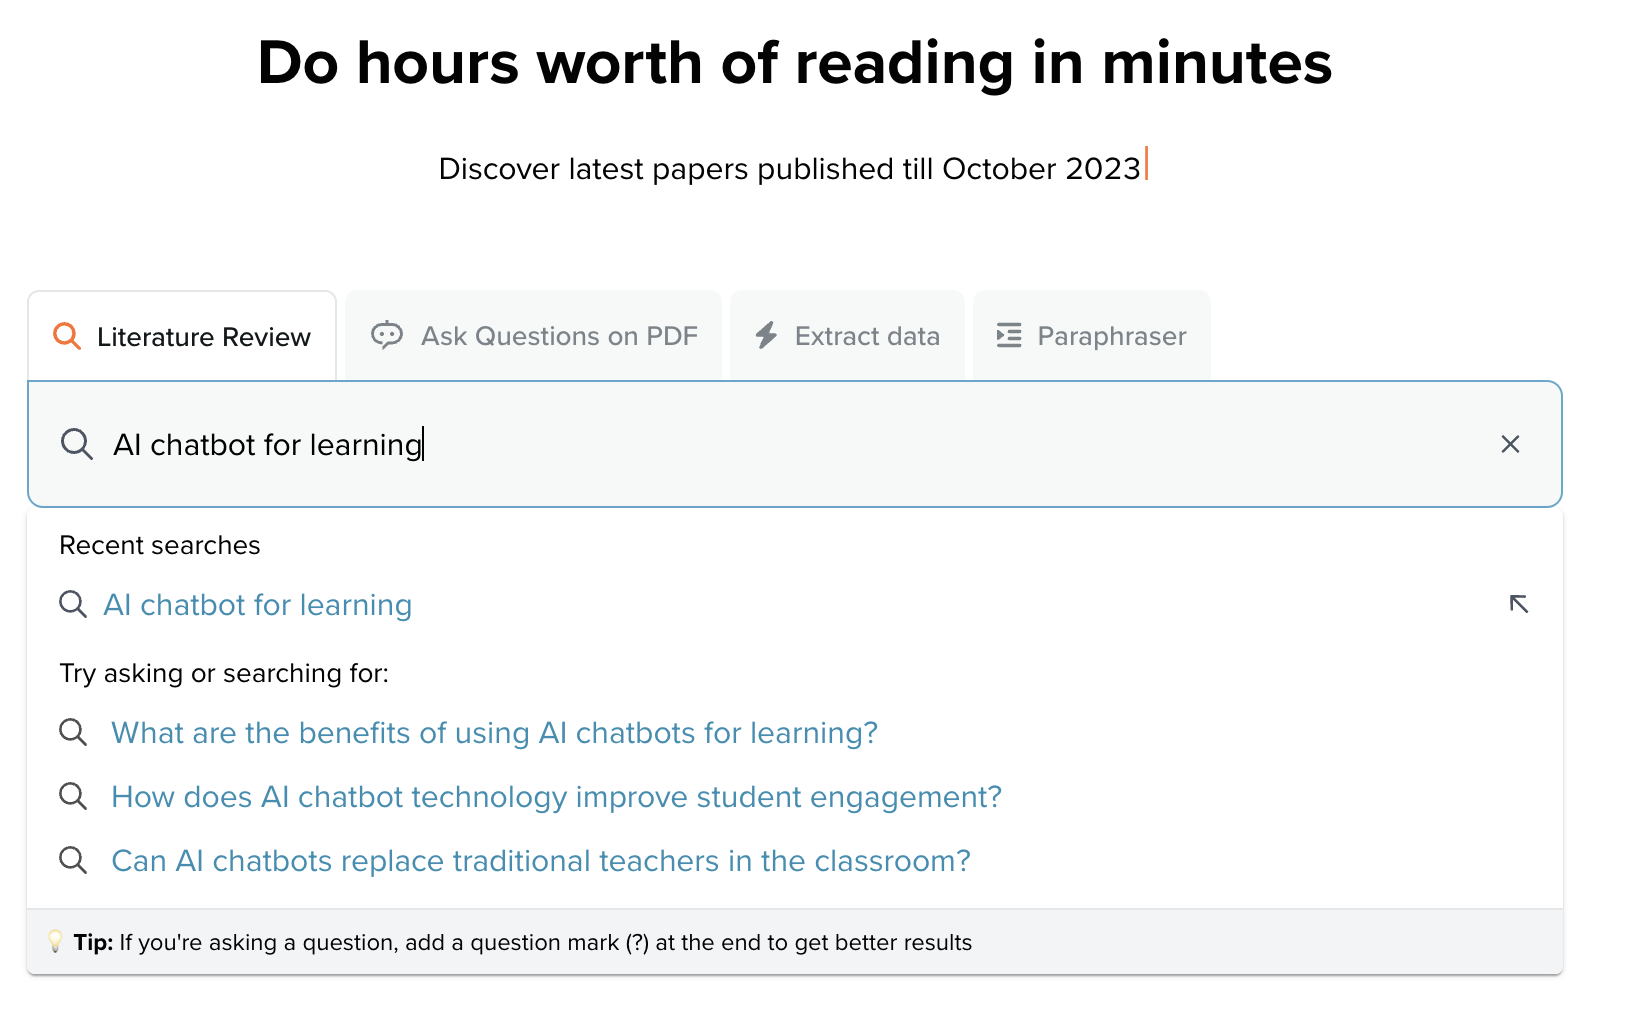 Do hours worth of reading in minutes
Discover latest papers published till October 2023
Literature Review
Ask Questions on PDF
Extract data
Paraphraser
AI chatbot for learning
Recent searches
AI chatbot for learning
Try asking or searching for:
What are the benefits of using AI chatbots for learning?
How does AI chatbot technology improve student engagement?
Can AI chatbots replace traditional teachers in the classroom?
Tip: If you're asking a question, add a question mark (?) at the end to get better results